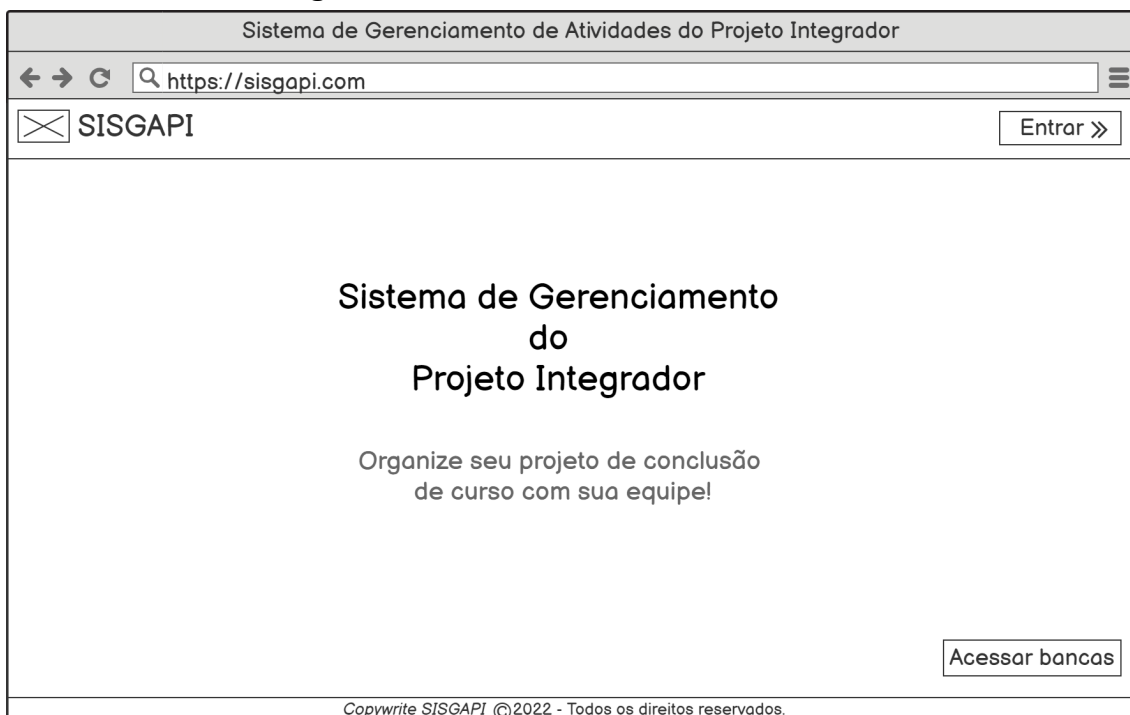 Sistema de Gerenciamento de Atividades do Projeto Integrador
https://sisgapi.com
SISGAPI
Entrar »
Sistema de Gerenciamento
do
Projeto Integrador
Organize seu projeto de conclusão
de curso com sua equipe!
Acessar bancas
Copywrite SISGAPI ©2022 - Todos os direitos reservados.